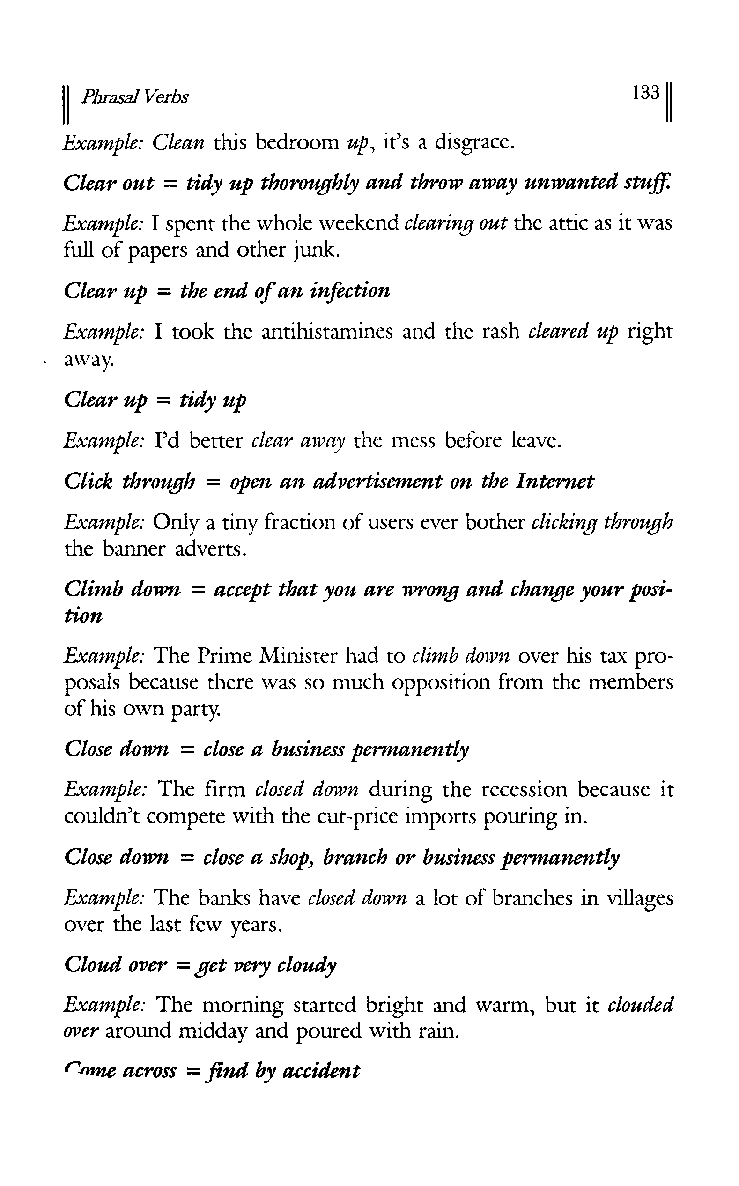 Phrasal Verbs 133
Example: Clean this bedroom up, it's a disgrace.
Clear out = tidy up thoroughly and throw away unwanted stuff.
Example: I spent the whole weekend clearing out the attic as it was
full of papers and other junk.
Clear up = the end of an infection
Example: I took the antihistamines and the rash cleared up right
away.
Clear up = tidy up
Example: I'd better clear away the mess before leave.
Click through = open an advertisement on the Internet
Example: Only a tiny fraction of users ever bother clicking through
the banner adverts.
Climb down = accept that you are wrong and change your posi-
tion
Example: The Prime Minister had to climb down over his tax pro-
posals because there was so much opposition from the members
of his own party.
Close down = close a business permanently
Example: The firm closed down during the recession because it
couldn't compete with the cut-price imports pouring in.
Close down = close a shop, branch or business permanently
Example: The banks have closed down a lot of branches in villages
over the last few years.
Cloud over = get very cloudy
Example: The morning started bright and warm, but it clouded
over around midday and poured with rain.
Come across = find by accident